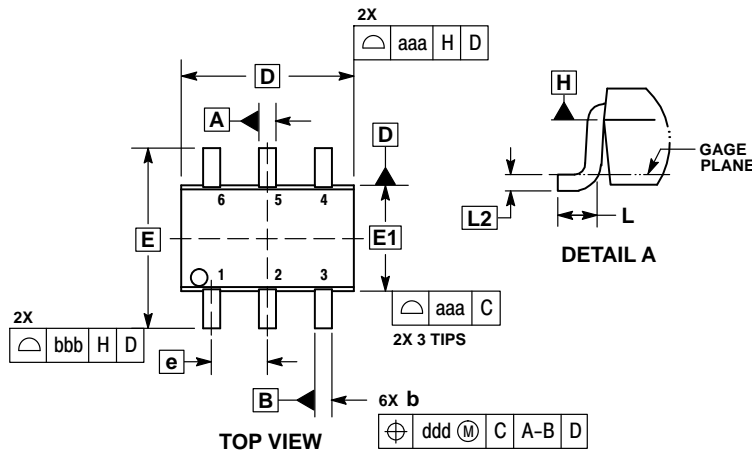 2X
⌓ aaa H D
D
A
D
H
GAGE
PLANE
6 5 4
E
E1
L2
L
DETAIL A
1 2 3
⌓ aaa C
2X 3 TIPS
2X
⌓ bbb H D
e
B
6X b
⌖ ddd Ⓜ C A–B D
TOP VIEW